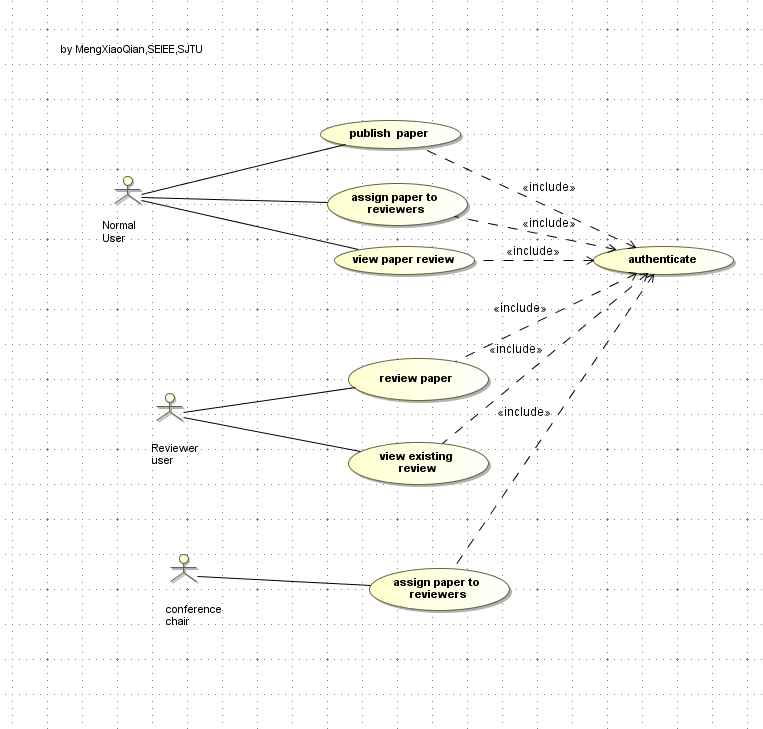 by MengXiaoQian,SEIEE,SJTU
publish paper
«include»
assign paper to
reviewers
«include»
Normal
User
view paper review
«include»
authenticate
«include»
«include»
review paper
«include»
Reviewer
user
view existing
review
assign paper to
reviewers
conference
chair